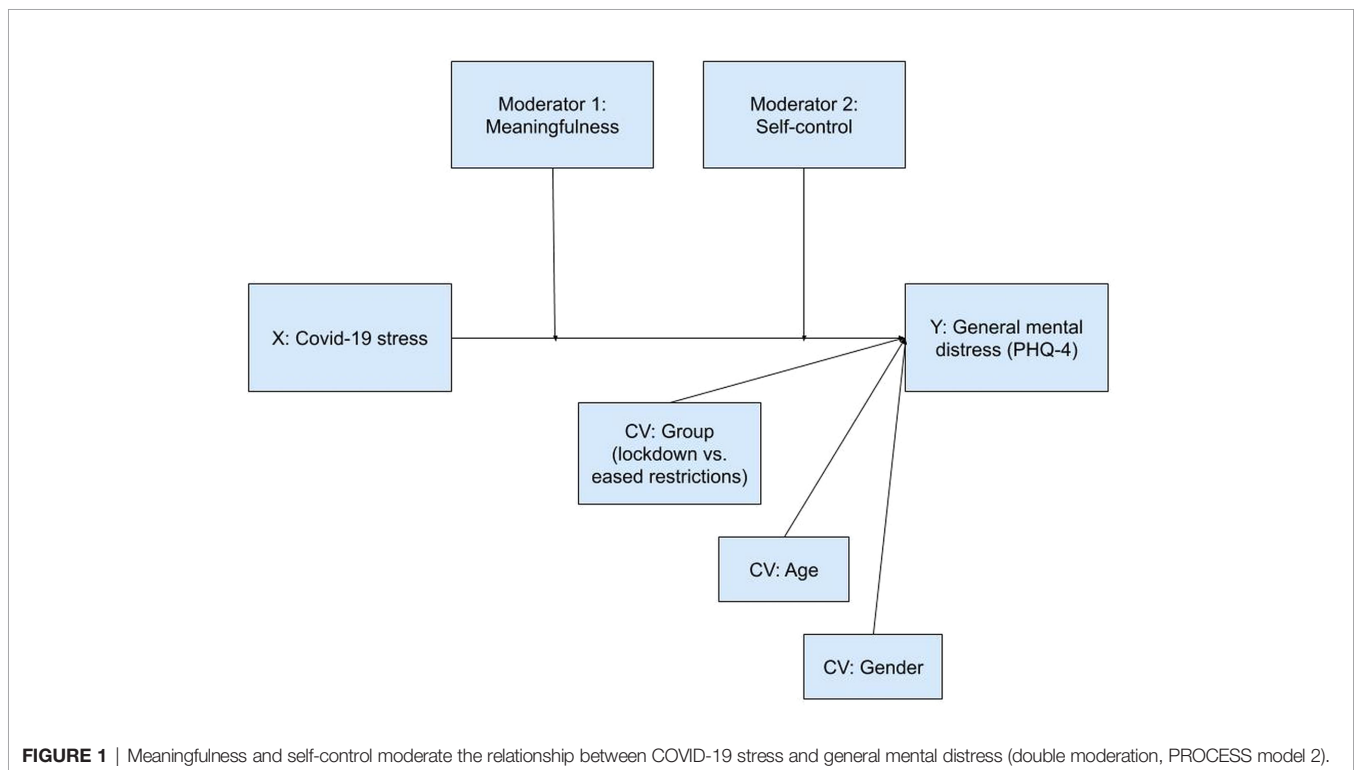 Moderator 1:
Meaningfulness
Moderator 2:
Self-control
X: Covid-19 stress
Y: General mental
distress (PHQ-4)
CV: Group
(lockdown vs.
eased restrictions)
CV: Age
CV: Gender
FIGURE 1 | Meaningfulness and self-control moderate the relationship between COVID-19 stress and general mental distress (double moderation, PROCESS model 2).